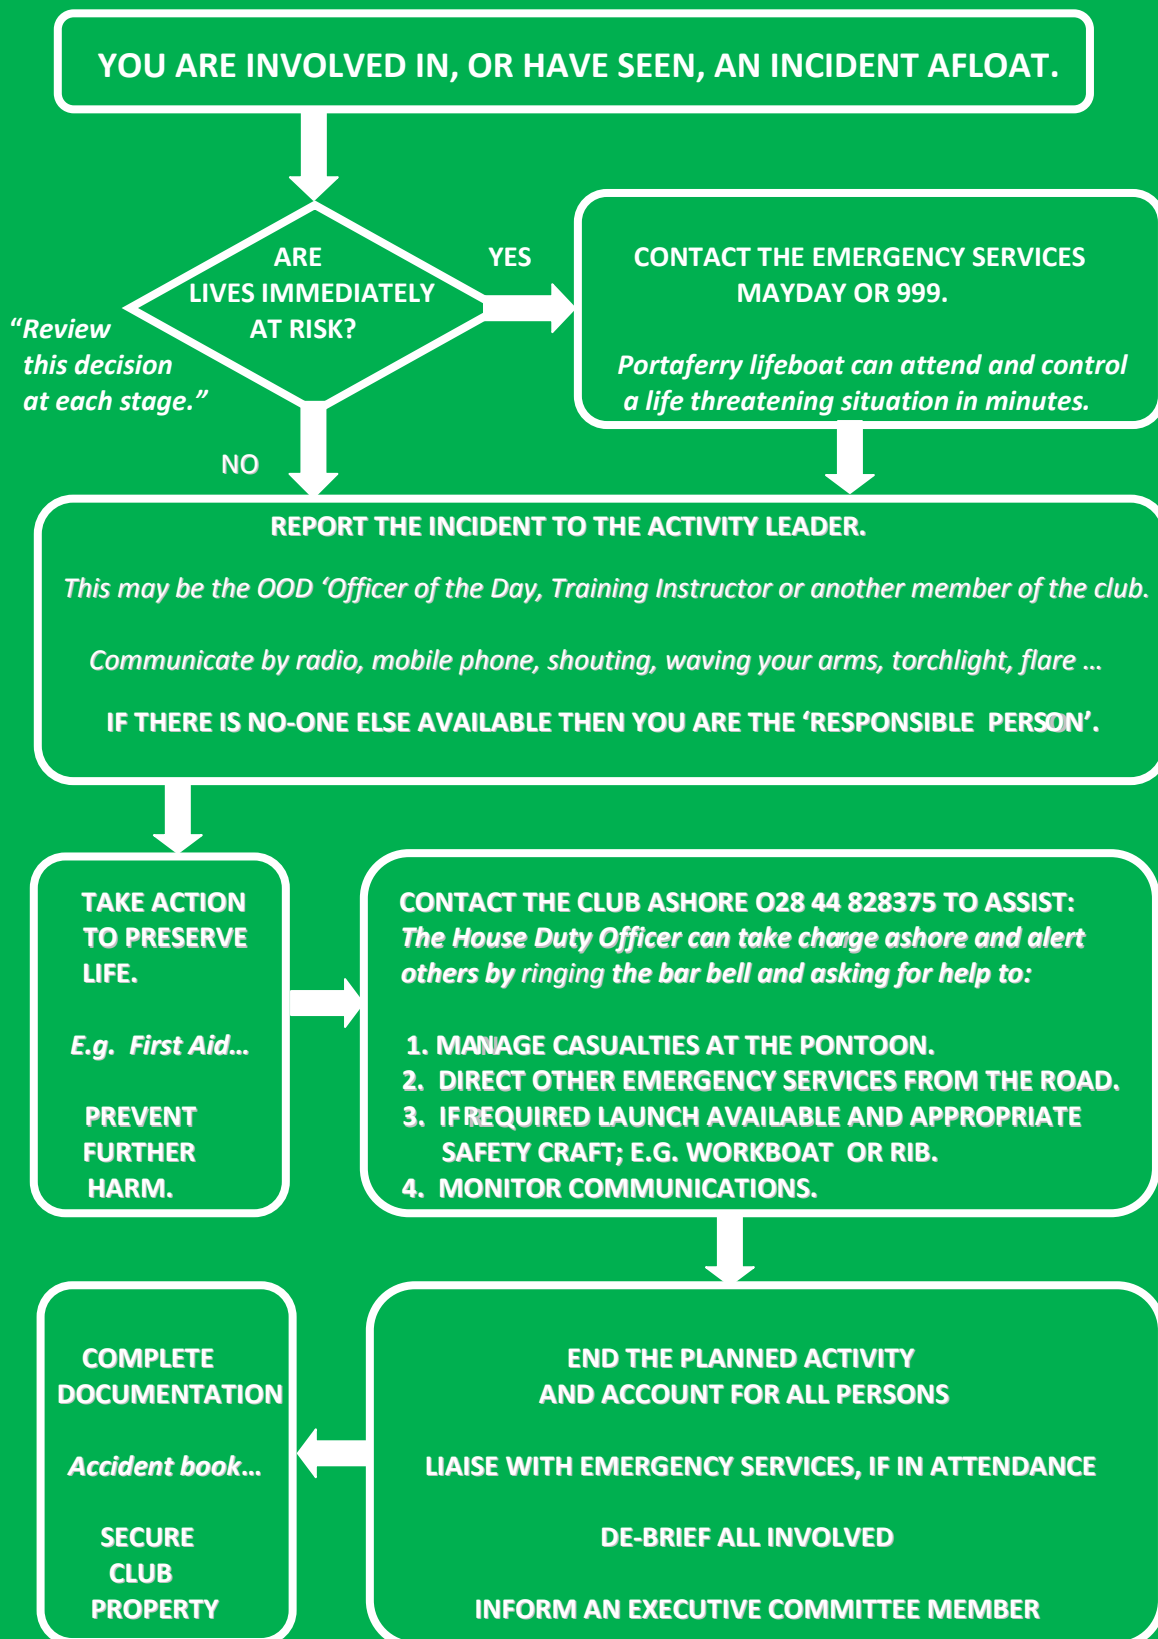 YOU ARE INVOLVED IN, OR HAVE SEEN, AN INCIDENT AFLOAT.
ARE
LIVES IMMEDIATELY
AT RISK?
YES
“Review
this decision
at each stage.”
NO
CONTACT THE EMERGENCY SERVICES
MAYDAY OR 999.
Portaferry lifeboat can attend and control
a life threatening situation in minutes.
REPORT THE INCIDENT TO THE ACTIVITY LEADER.
This may be the OOD ‘Officer of the Day, Training Instructor or another member of the club.
Communicate by radio, mobile phone, shouting, waving your arms, torchlight, flare …
IF THERE IS NO-ONE ELSE AVAILABLE THEN YOU ARE THE ‘RESPONSIBLE PERSON’.
TAKE ACTION
TO PRESERVE
LIFE.
E.g. First Aid…
PREVENT
FURTHER
HARM.
CONTACT THE CLUB ASHORE O28 44 828375 TO ASSIST:
The House Duty Officer can take charge ashore and alert
others by ringing the bar bell and asking for help to:
1. MANAGE CASUALTIES AT THE PONTOON.
2. DIRECT OTHER EMERGENCY SERVICES FROM THE ROAD.
3. IF REQUIRED LAUNCH AVAILABLE AND APPROPRIATE
SAFETY CRAFT; E.G. WORKBOAT OR RIB.
4. MONITOR COMMUNICATIONS.
END THE PLANNED ACTIVITY
AND ACCOUNT FOR ALL PERSONS
LIAISE WITH EMERGENCY SERVICES, IF IN ATTENDANCE
DE-BRIEF ALL INVOLVED
INFORM AN EXECUTIVE COMMITTEE MEMBER
COMPLETE
DOCUMENTATION
Accident book…
SECURE
CLUB
PROPERTY